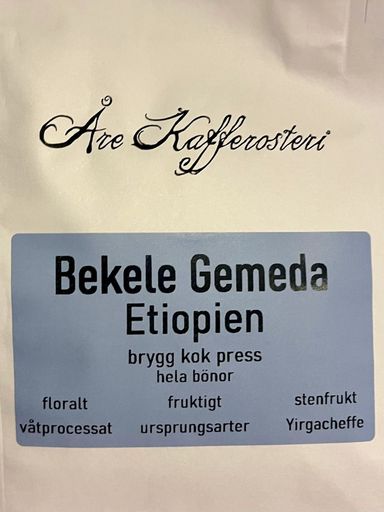 Åre Kafferosteri
Bekele Gemeda
Etiopien
brygg kok press
hela bönor
floralt fruktigt stenfrukt
våtprocessat ursprungsarter Yirgacheffe